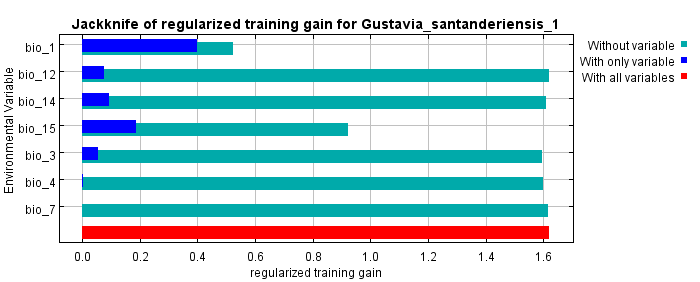 Jackknife of regularized training gain for Gustavia_santanderiensis_1
Environmental Variable
bio_1
bio_12
bio_14
bio_15
bio_3
bio_4
bio_7
0.0 0.2 0.4 0.6 0.8 1.0 1.2 1.4 1.6
regularized training gain
Without variable
With only variable
With all variables